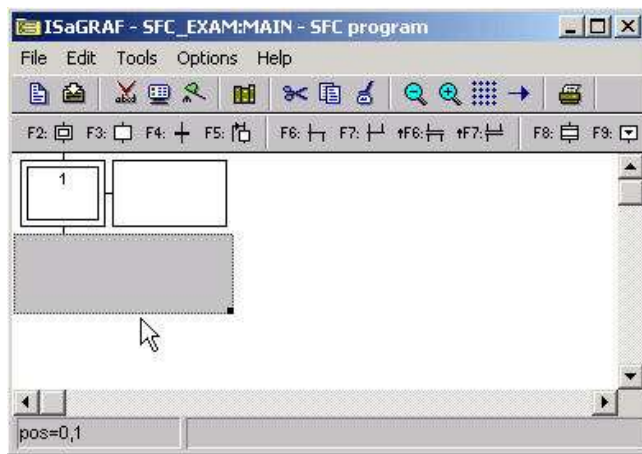 ISaGRAF - SFC_EXAM:MAIN - SFC program
File Edit Tools Options Help
F2: F3: F4: F5: F6: F7: ↑F6: ↑F7: F8: F9:
1
pos=0,1